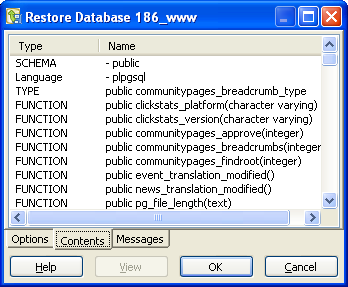 Restore Database 186_www
Type Name
SCHEMA - public
Language - plpgsql
TYPE public communitypages_breadcrumb_type
FUNCTION public clickstats_platform(character varying)
FUNCTION public clickstats_version(character varying)
FUNCTION public communitypages_approve(integer)
FUNCTION public communitypages_breadcrumbs(integer
FUNCTION public communitypages_findroot(integer)
FUNCTION public event_translation_modified()
FUNCTION public news_translation_modified()
FUNCTION public pg_file_length(text)
Options Contents Messages
Help View OK Cancel